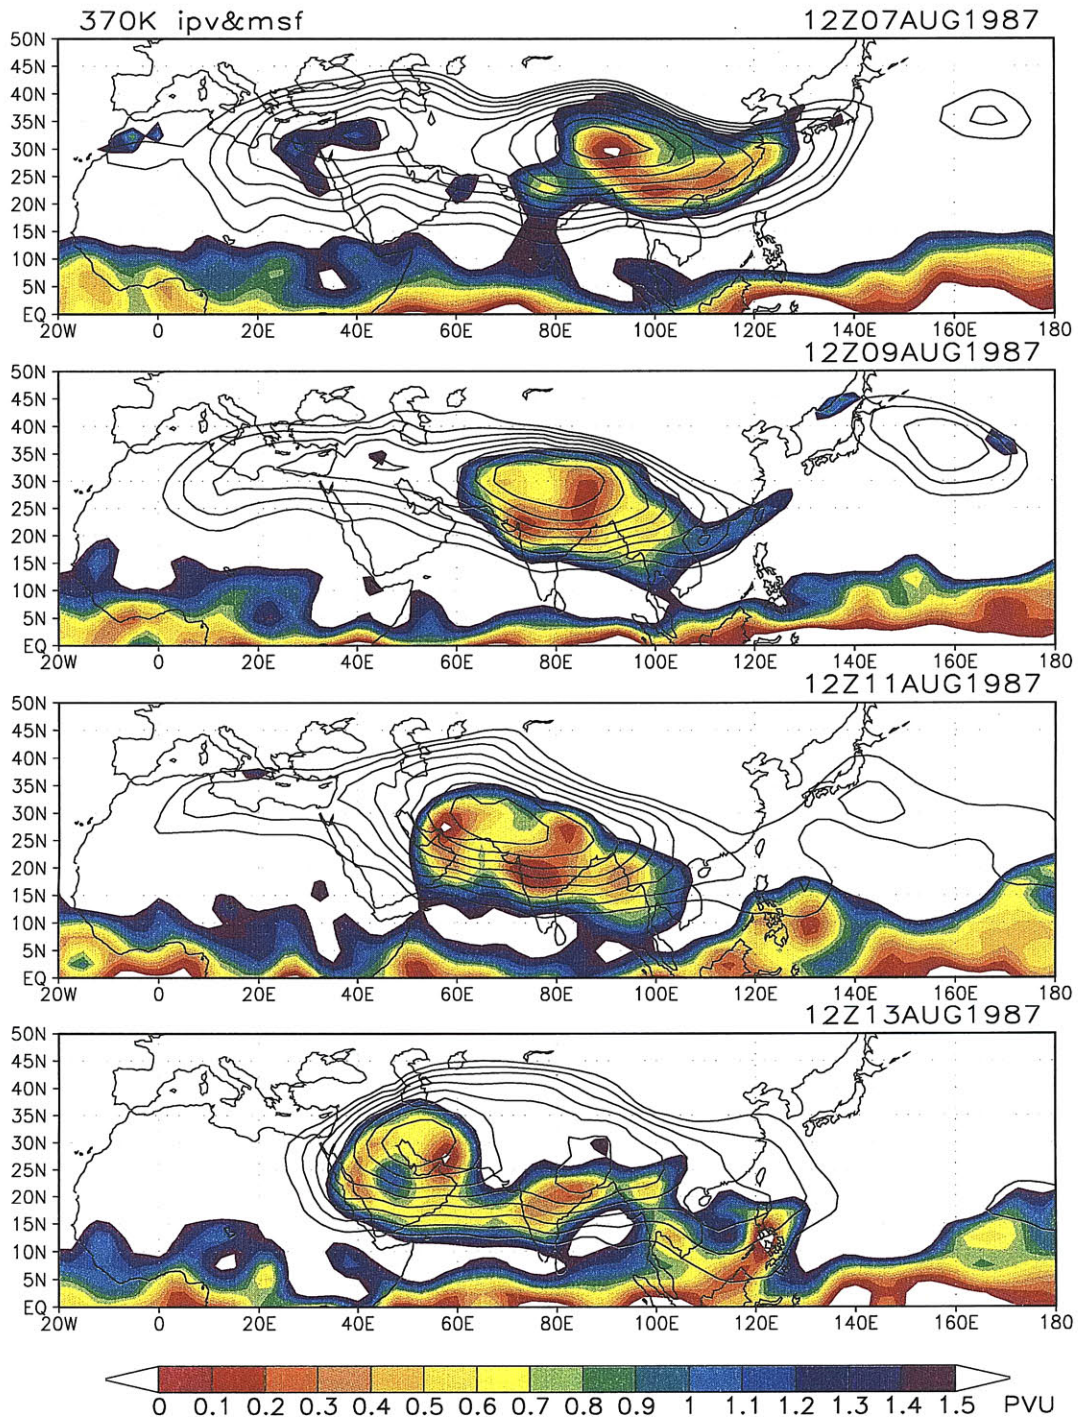 370K ipv&msf 12Z07AUG1987
50N
45N
40N
35N
30N
25N
20N
15N
10N
5N
EQ
20W 0 20E 40E 60E 80E 100E 120E 140E 160E 180
12Z09AUG1987
50N
45N
40N
35N
30N
25N
20N
15N
10N
5N
EQ
20W 0 20E 40E 60E 80E 100E 120E 140E 160E 180
12Z11AUG1987
50N
45N
40N
35N
30N
25N
20N
15N
10N
5N
EQ
20W 0 20E 40E 60E 80E 100E 120E 140E 160E 180
12Z13AUG1987
50N
45N
40N
35N
30N
25N
20N
15N
10N
5N
EQ
20W 0 20E 40E 60E 80E 100E 120E 140E 160E 180
0 0.1 0.2 0.3 0.4 0.5 0.6 0.7 0.8 0.9 1 1.1 1.2 1.3 1.4 1.5 PVU